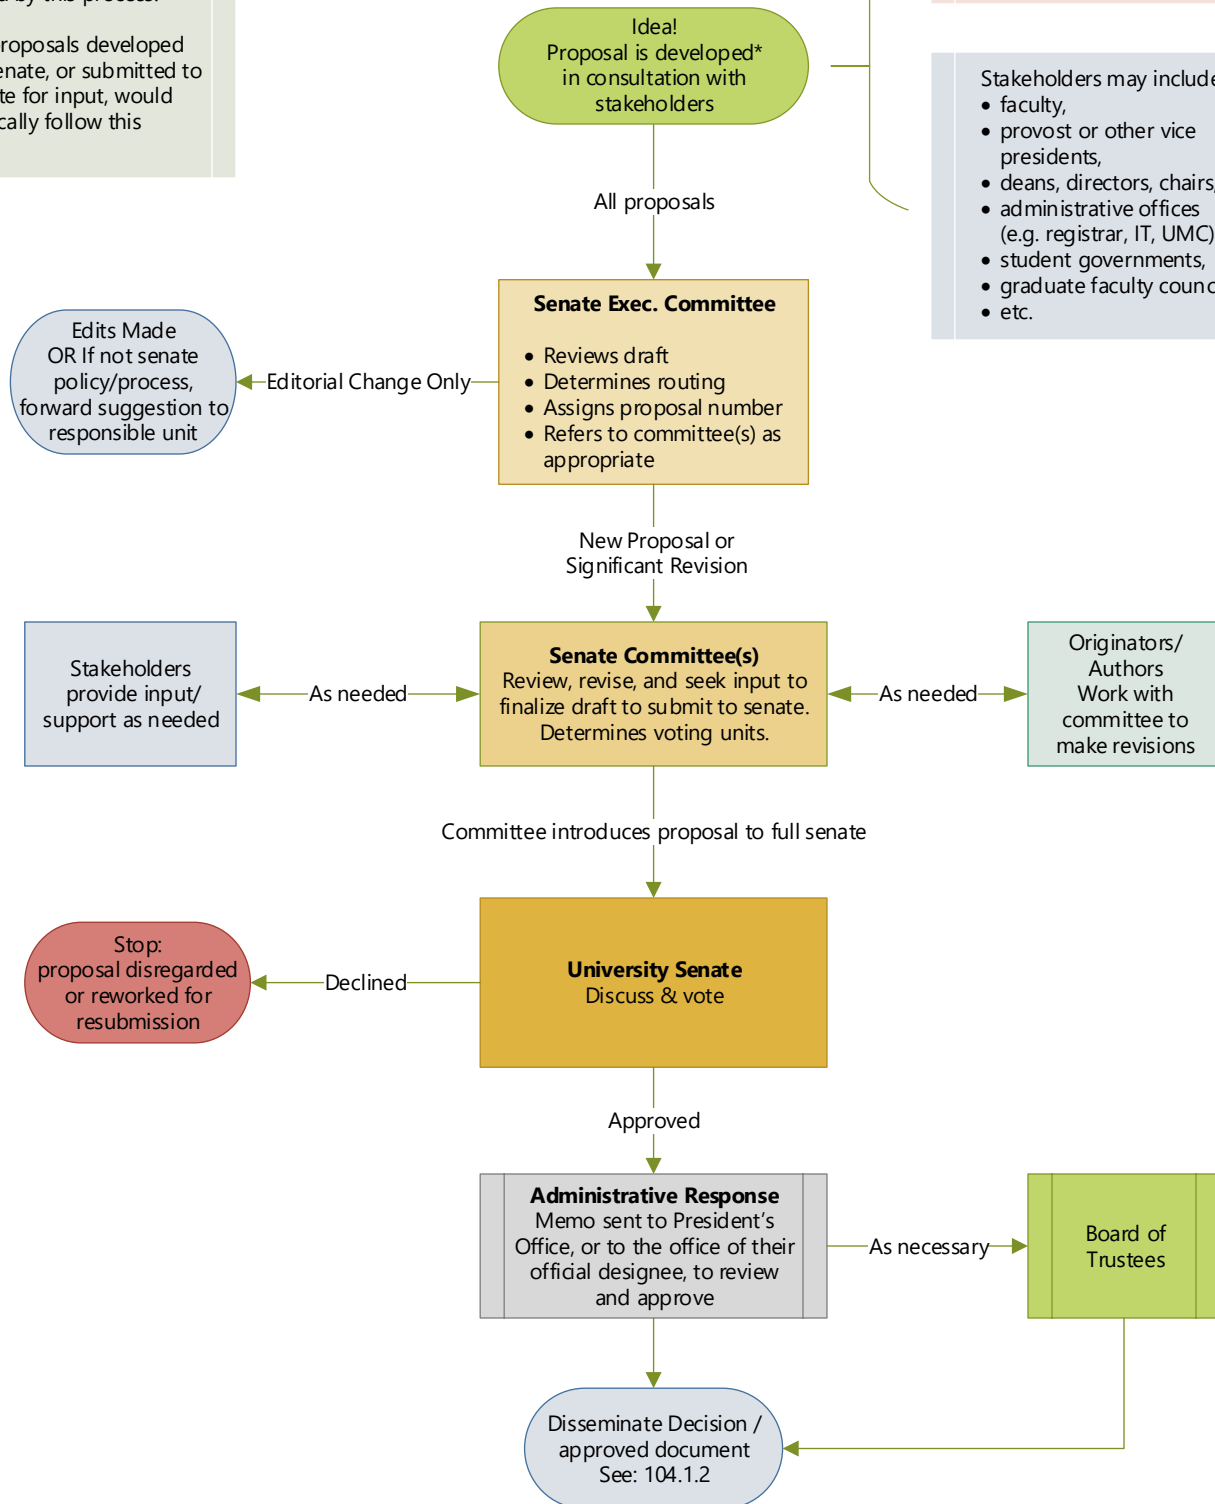 by this process.
proposals developed
enate, or submitted to
te for input, would
cally follow this
Idea!
Proposal is developed*
in consultation with
stakeholders
Stakeholders may include
• faculty,
• provost or other vice
presidents,
• deans, directors, chairs,
• administrative offices
(e.g. registrar, IT, UMC)
• student governments,
• graduate faculty counc
• etc.
All proposals
Senate Exec. Committee
• Reviews draft
• Determines routing
• Assigns proposal number
• Refers to committee(s) as
appropriate
Editorial Change Only
Edits Made
OR If not senate
policy/process,
forward suggestion to
responsible unit
New Proposal or
Significant Revision
Stakeholders
provide input/
support as needed
As needed
Senate Committee(s)
Review, revise, and seek input to
finalize draft to submit to senate.
Determines voting units.
As needed
Originators/
Authors
Work with
committee to
make revisions
Committee introduces proposal to full senate
Stop:
proposal disregarded
or reworked for
resubmission
Declined
University Senate
Discuss & vote
Approved
Administrative Response
Memo sent to President's
Office, or to the office of their
official designee, to review
and approve
As necessary
Board of
Trustees
Disseminate Decision /
approved document
See: 104.1.2